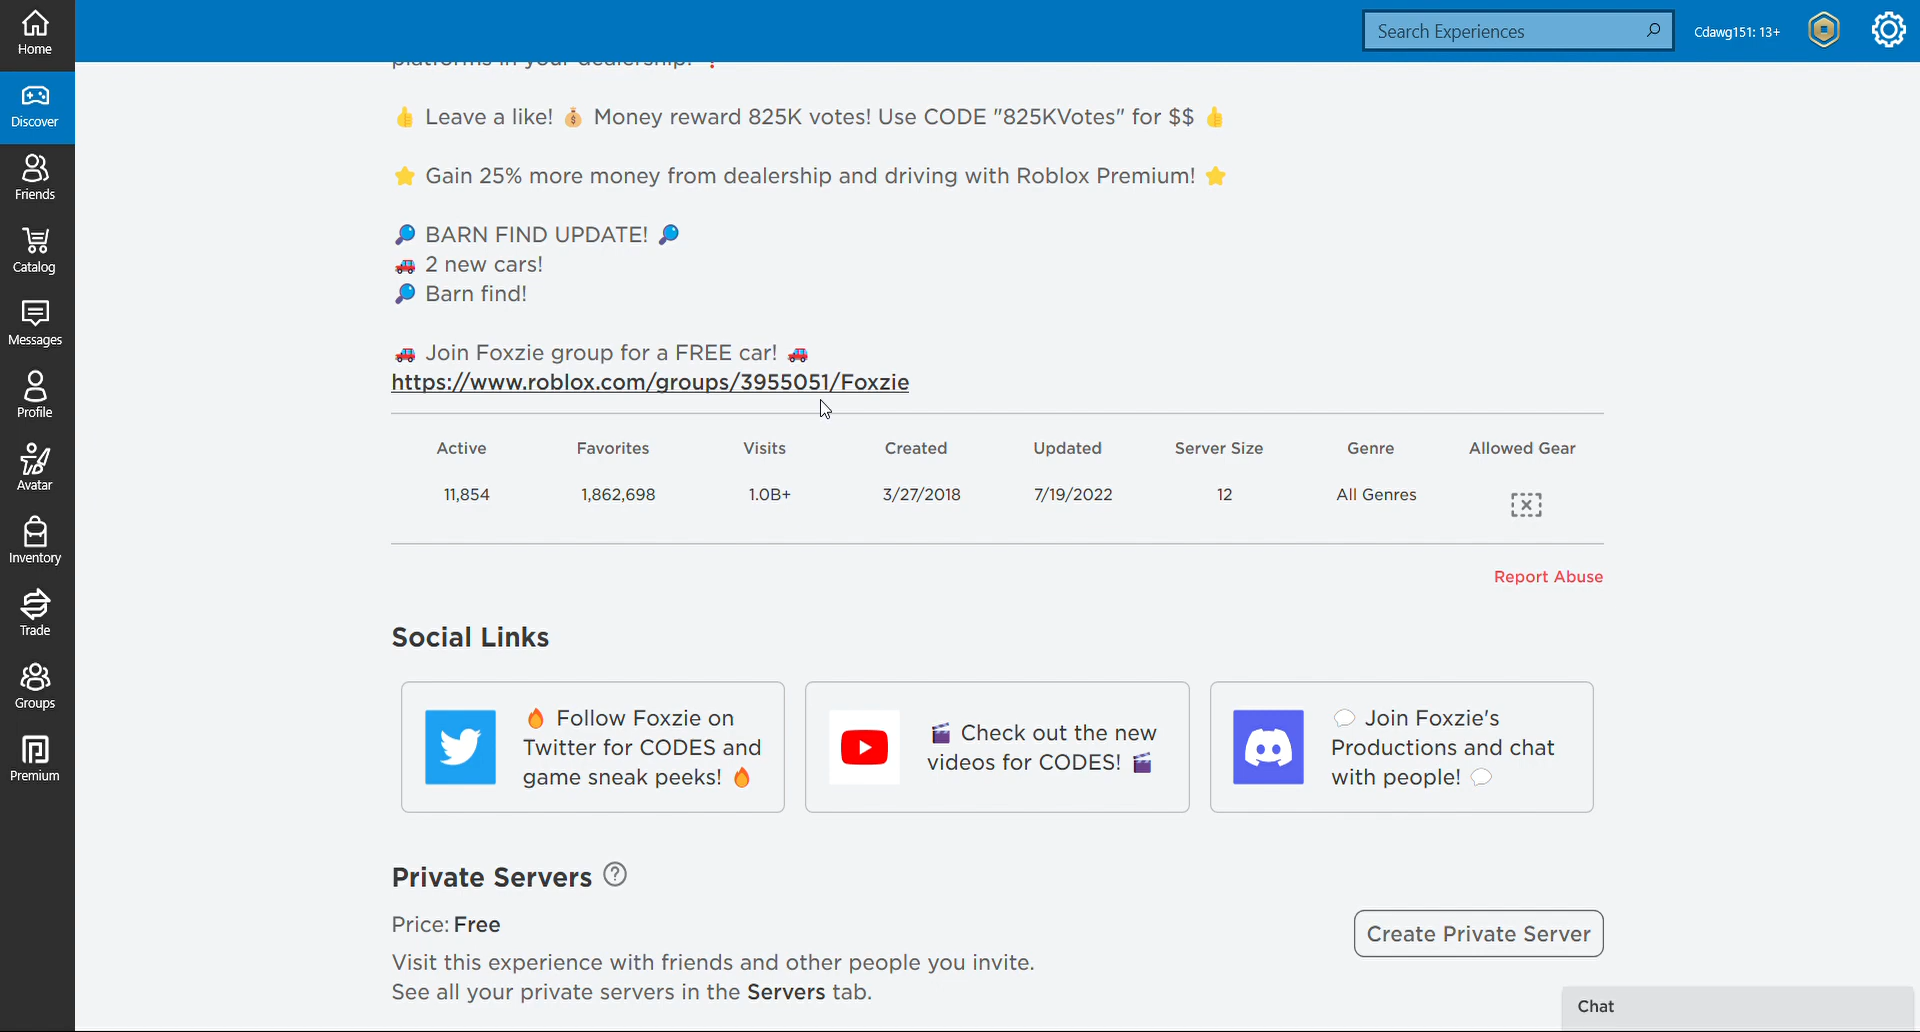 Home
Discover
Friends
Catalog
Messages
Profile
Avatar
Inventory
Trade
Groups
Premium
Search Experiences
Cdawg151: 13+
platforms in your dealership! ❗
👍 Leave a like! 💰 Money reward 825K votes! Use CODE "825KVotes" for $$ 👍
⭐ Gain 25% more money from dealership and driving with Roblox Premium! ⭐
🔎 BARN FIND UPDATE! 🔎
🚗 2 new cars!
🔎 Barn find!
🚗 Join Foxzie group for a FREE car! 🚗
https://www.roblox.com/groups/3955051/Foxzie
Active Favorites Visits Created Updated Server Size Genre Allowed Gear
11,854 1,862,698 1.0B+ 3/27/2018 7/19/2022 12 All Genres
Report Abuse
Social Links
🔥 Follow Foxzie on
Twitter for CODES and
game sneak peeks! 🔥
🎬 Check out the new
videos for CODES! 🎬
💬 Join Foxzie's
Productions and chat
with people! 💬
Private Servers
Price: Free
Create Private Server
Visit this experience with friends and other people you invite.
See all your private servers in the Servers tab.
Chat